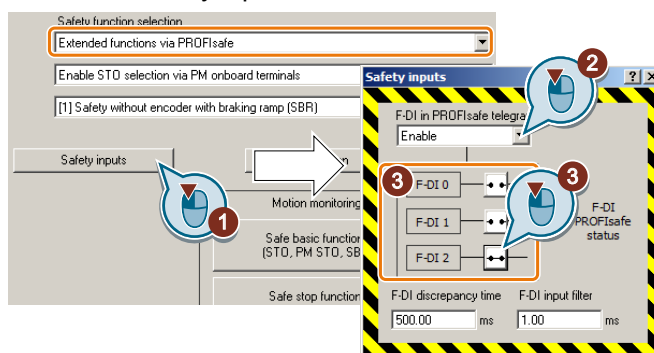 Safety function selection
Extended functions via PROFIsafe
Enable STO selection via PM onboard terminals
[1] Safety without encoder with braking ramp (SBR)
Safety inputs
1
Motion monitoring
Safe basic function
(STO, PM STO, SB
Safe stop function
Safety inputs
2
?
F-DI in PROFIsafe telegra
Enable
3
F-DI 0
3
F-DI 1
F-DI 2
F-DI
PROFIsafe
status
F-DI discrepancy time
F-DI input filter
500.00
ms
1.00
ms